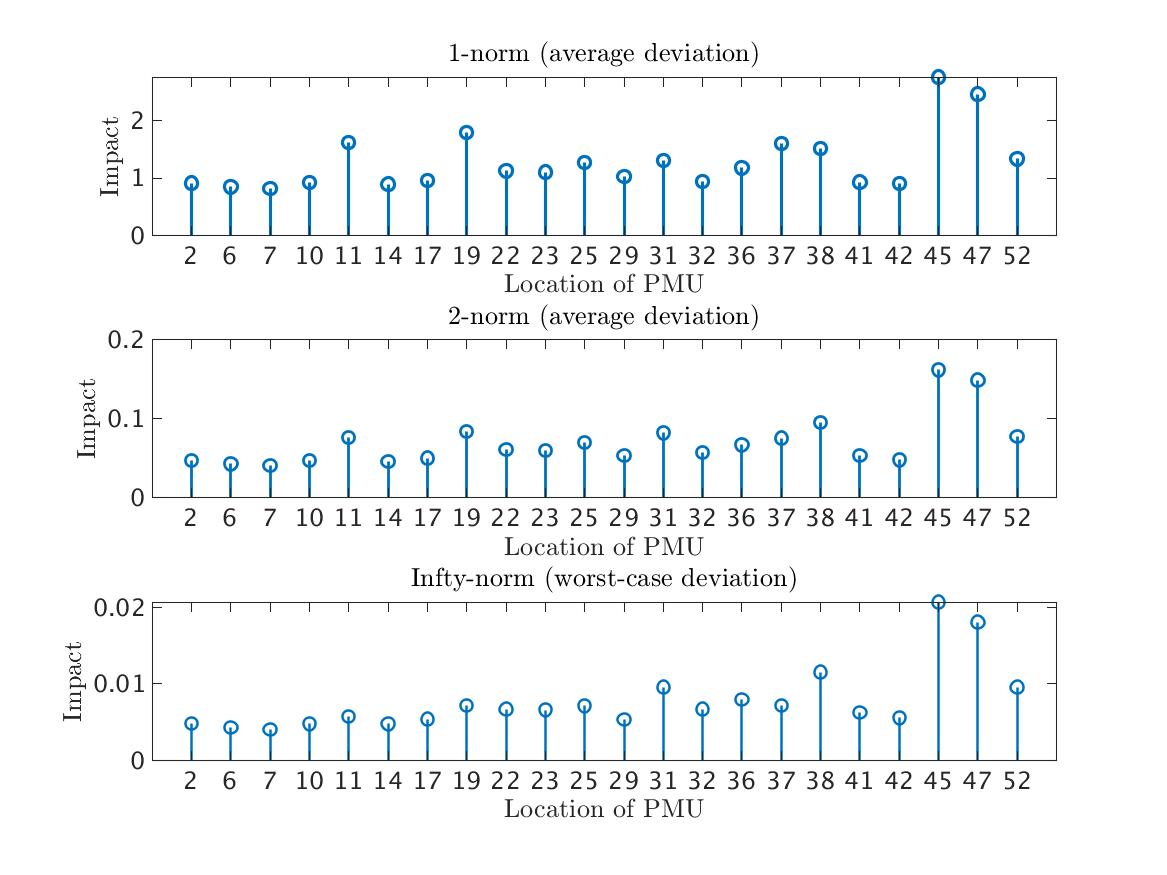 1-norm (average deviation)
2
1
0
Impact
2 6 7 10 11 14 17 19 22 23 25 29 31 32 36 37 38 41 42 45 47 52
Location of PMU
2-norm (average deviation)
0.2
0.1
0
Impact
2 6 7 10 11 14 17 19 22 23 25 29 31 32 36 37 38 41 42 45 47 52
Location of PMU
Infty-norm (worst-case deviation)
0.02
0.01
0
Impact
2 6 7 10 11 14 17 19 22 23 25 29 31 32 36 37 38 41 42 45 47 52
Location of PMU